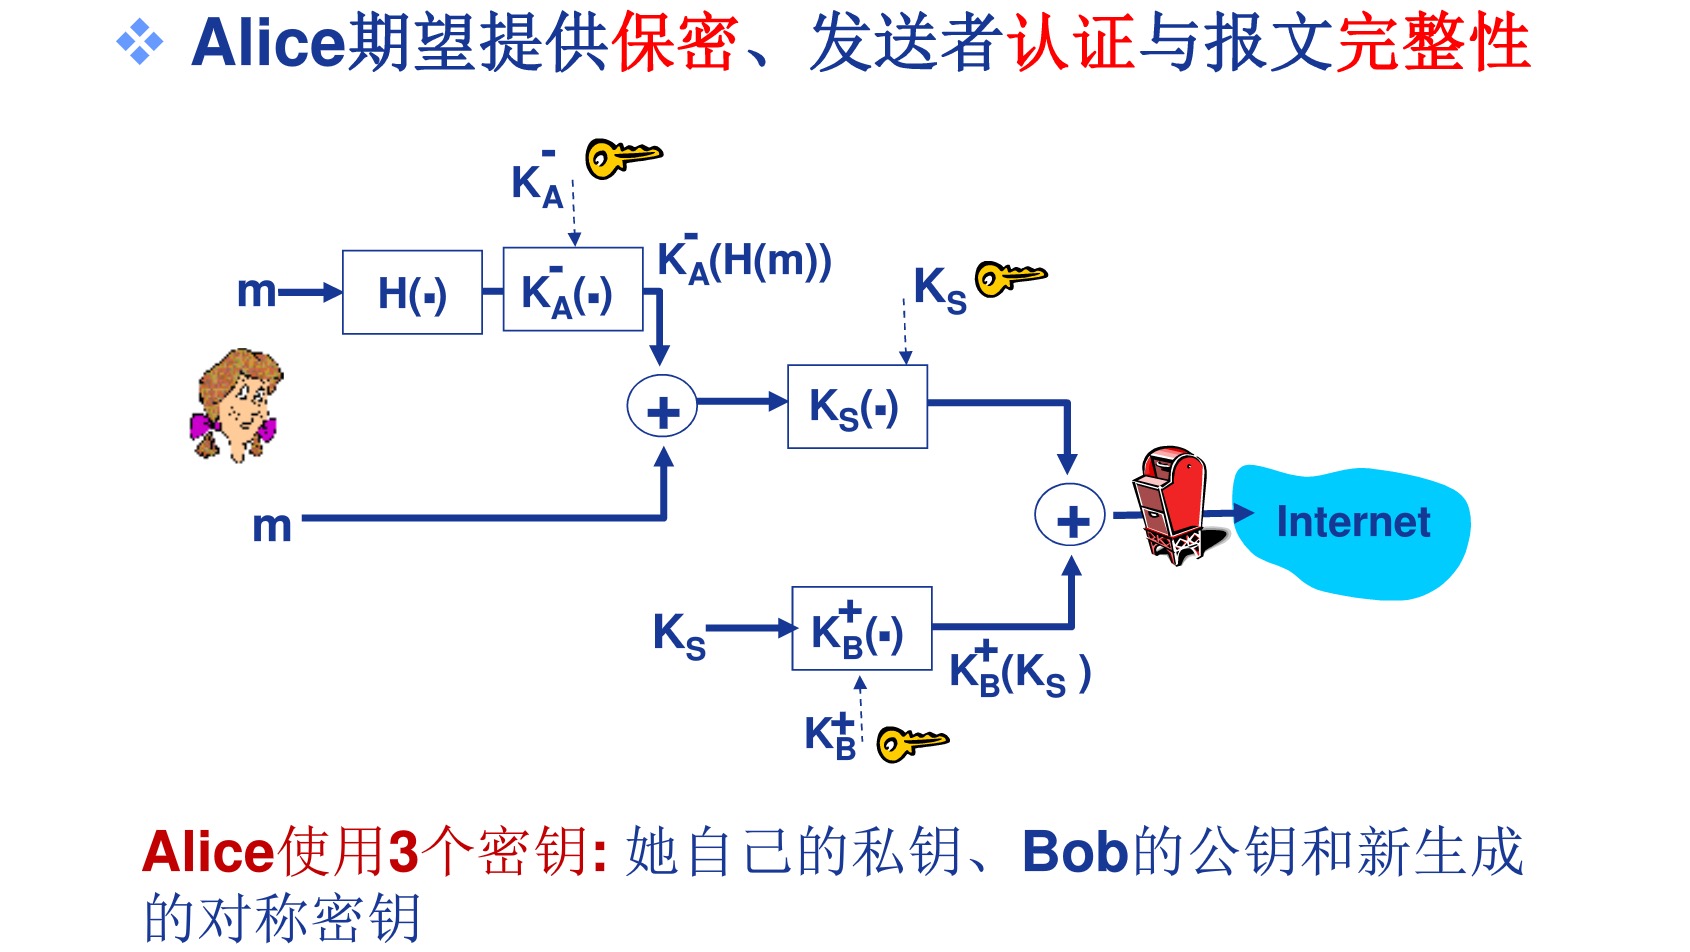 ❖ Alice期望提供保密、发送者认证与报文完整性
K_A^-
K_A^-(H(m))
m
H(·)
K_A^-(·)
K_S
K_S(·)
m
Internet
K_S
K_B^+(·)
K_B^+(K_S )
K_B^+
Alice使用3个密钥: 她自己的私钥、Bob的公钥和新生成
的对称密钥